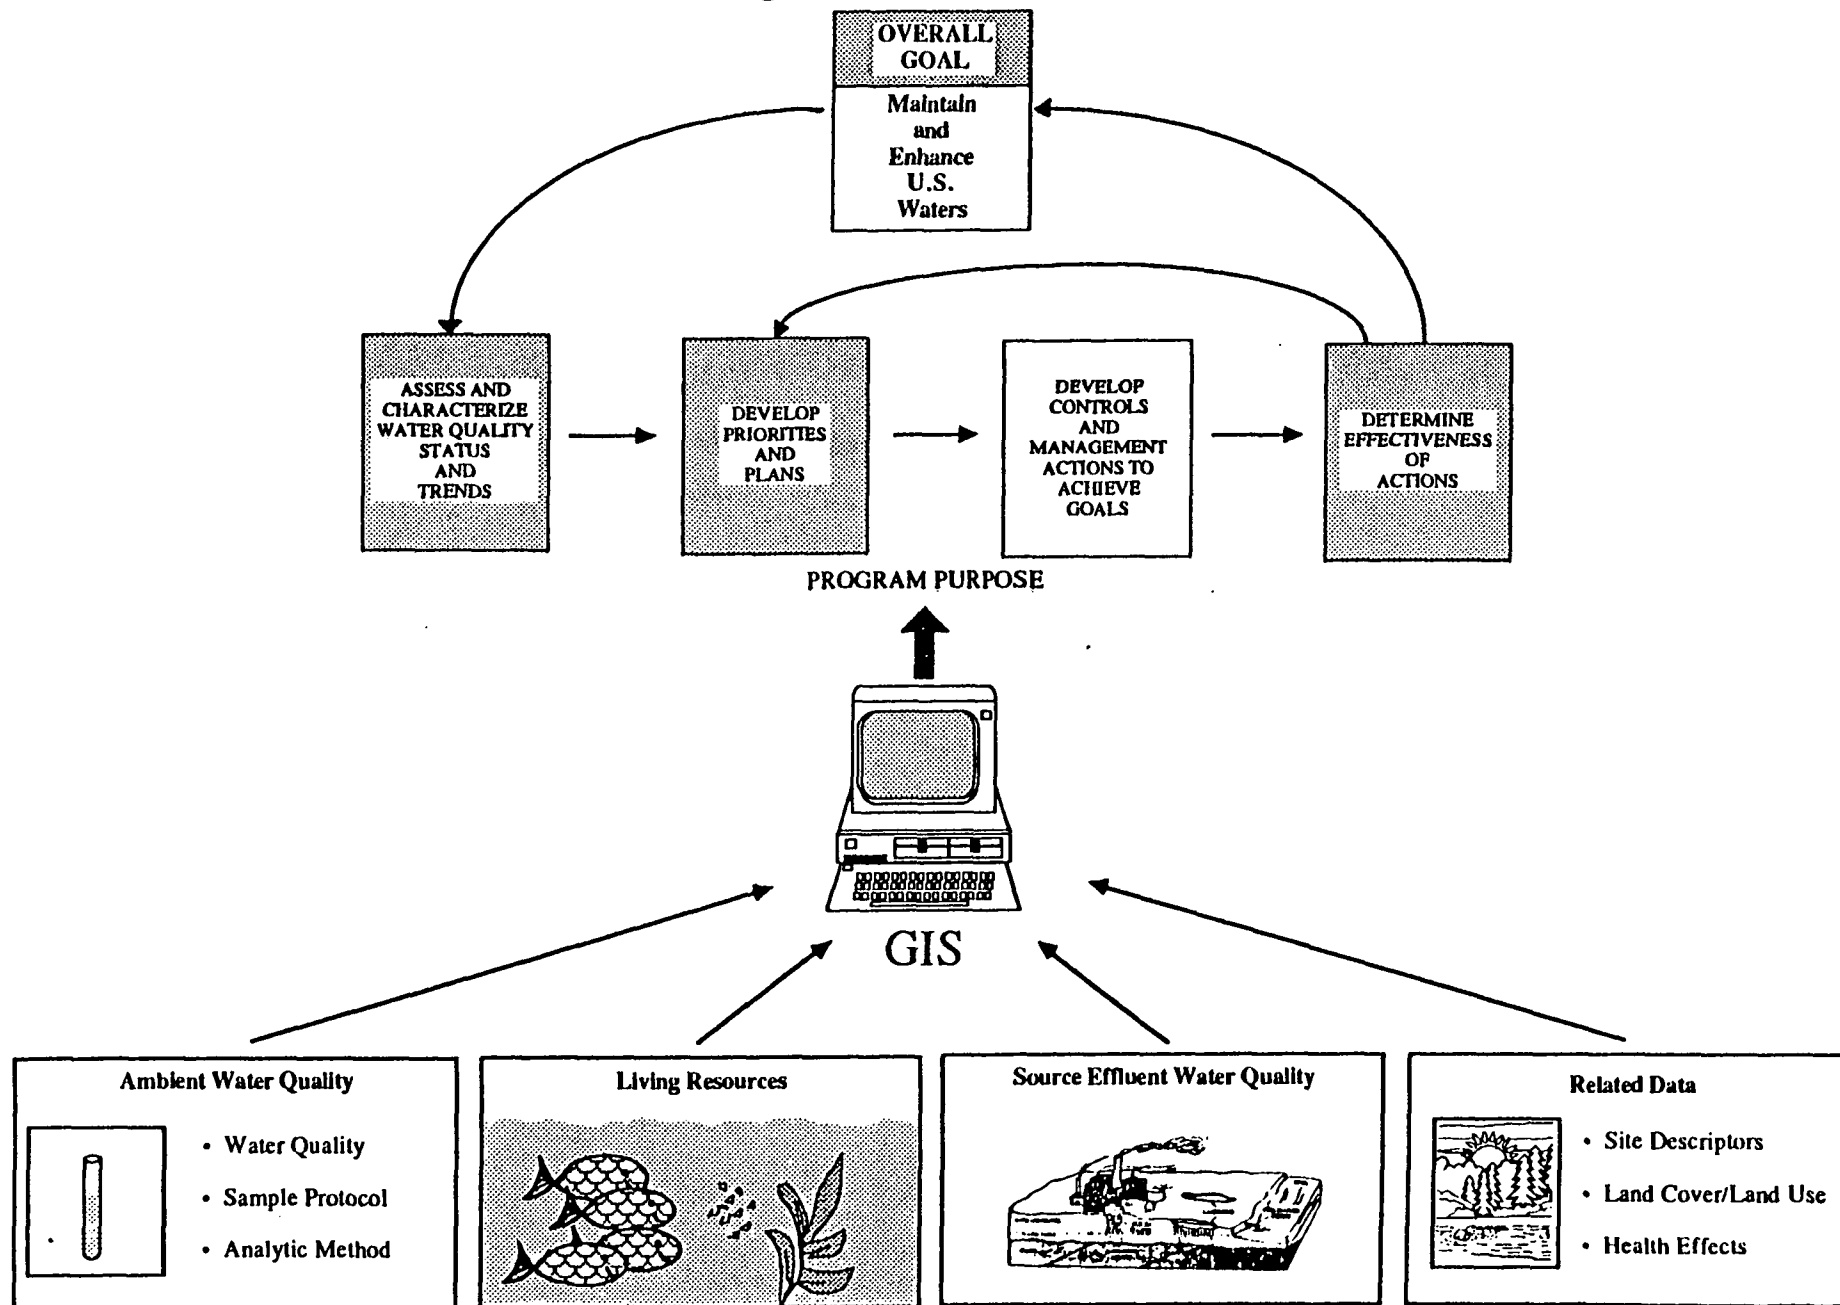 OVERALL
GOAL
Maintain
and
Enhance
U.S.
Waters
ASSESS AND
CHARACTERIZE
WATER QUALITY
STATUS
AND
TRENDS
DEVELOP
PRIORITIES
AND
PLANS
DEVELOP
CONTROLS
AND
MANAGEMENT
ACTIONS TO
ACHIEVE
GOALS
DETERMINE
EFFECTIVENESS
OF
ACTIONS
PROGRAM PURPOSE
GIS
Ambient Water Quality
• Water Quality
• Sample Protocol
• Analytic Method
Living Resources
Source Effluent Water Quality
Related Data
• Site Descriptors
• Land Cover/Land Use
• Health Effects